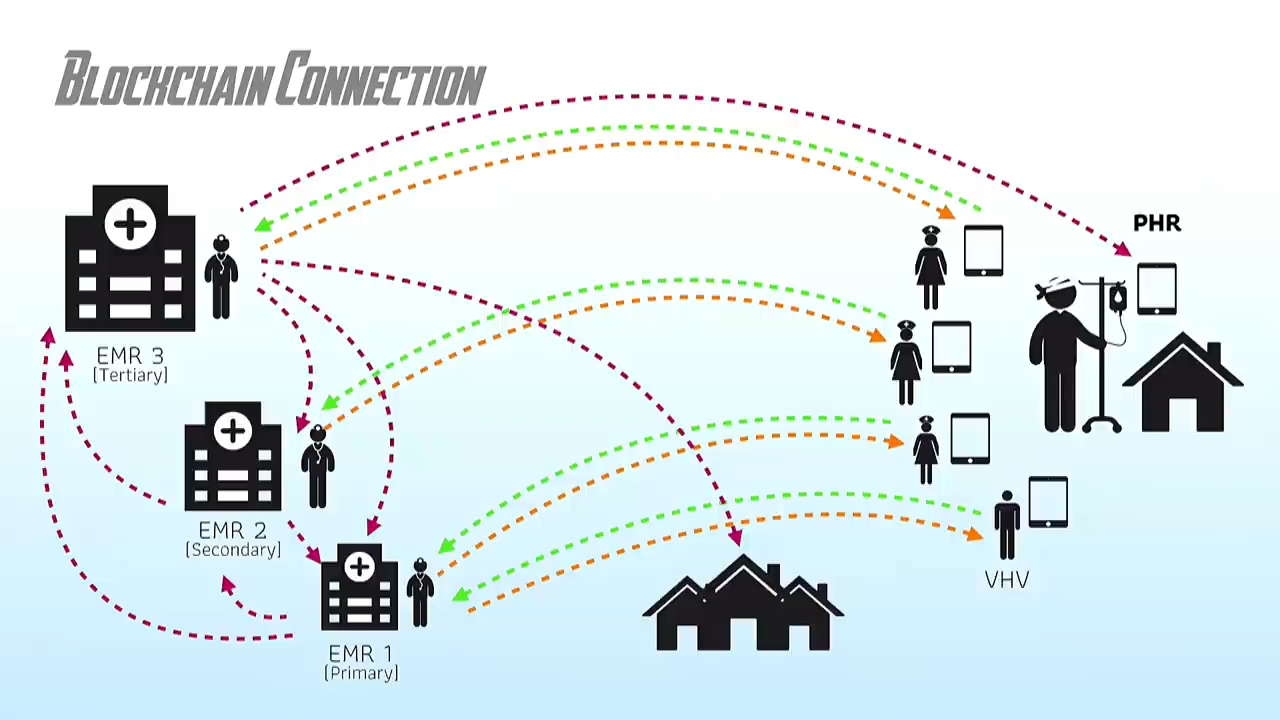 BLOCKCHAIN CONNECTION
PHR
EMR 3
[Tertiary]
EMR 2
[Secondary]
VHV
EMR 1
[Primary]